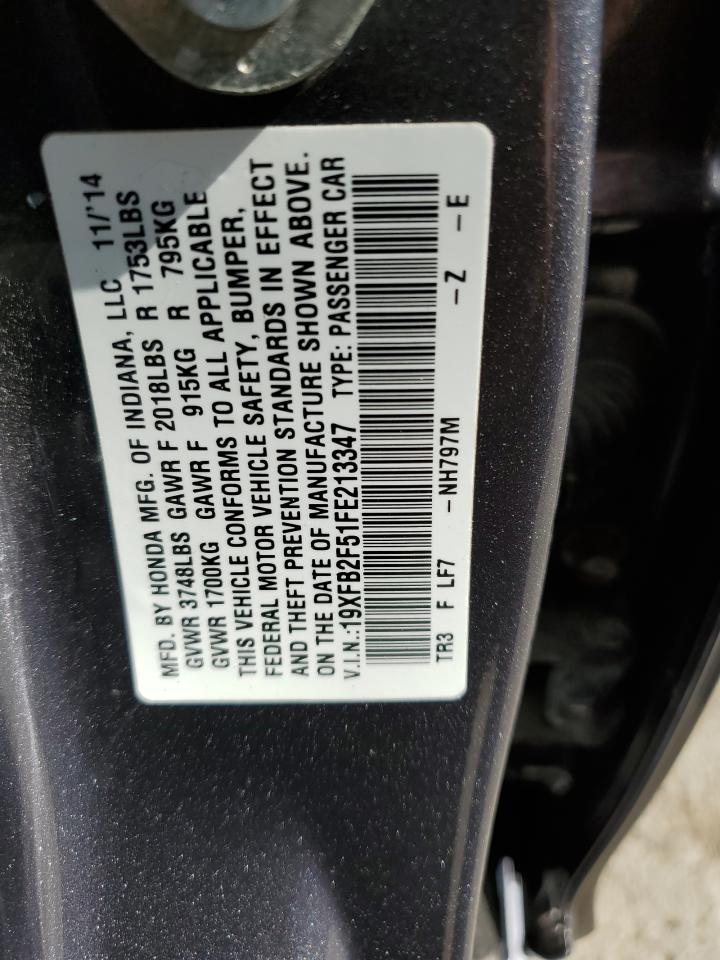 MFD. BY HONDA MFG. OF INDIANA, LLC 11/'14
GVWR 3748LBS GAWR F 2018LBS R 1753LBS
GVWR 1700KG GAWR F 915KG R 795KG
THIS VEHICLE CONFORMS TO ALL APPLICABLE
FEDERAL MOTOR VEHICLE SAFETY, BUMPER,
AND THEFT PREVENTION STANDARDS IN EFFECT
ON THE DATE OF MANUFACTURE SHOWN ABOVE.
V.I.N.:19XFB2F51FE213347 TYPE: PASSENGER CAR
TR3 F LF7 -NH797M -Z -E